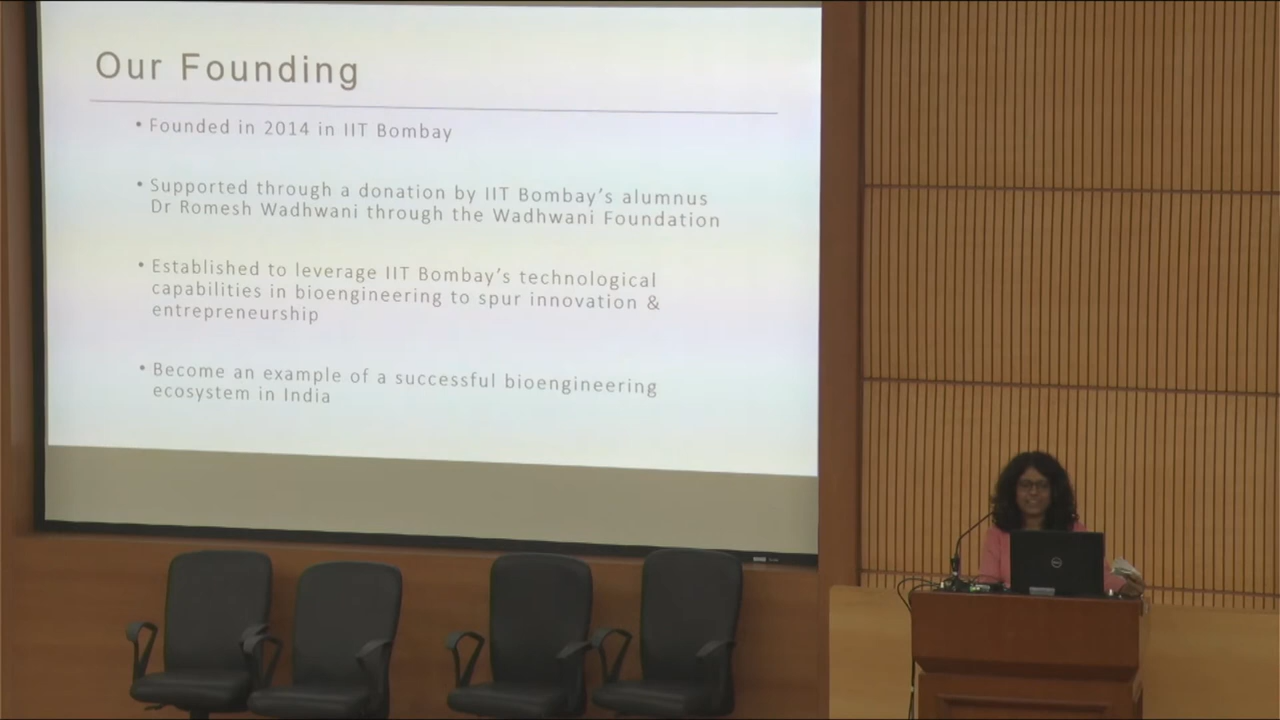 Our Founding
• Founded in 2014 in IIT Bombay
• Supported through a donation by IIT Bombay’s alumnus
Dr Romesh Wadhwani through the Wadhwani Foundation
• Established to leverage IIT Bombay’s technological
capabilities in bioengineering to spur innovation &
entrepreneurship
• Become an example of a successful bioengineering
ecosystem in India
DELL